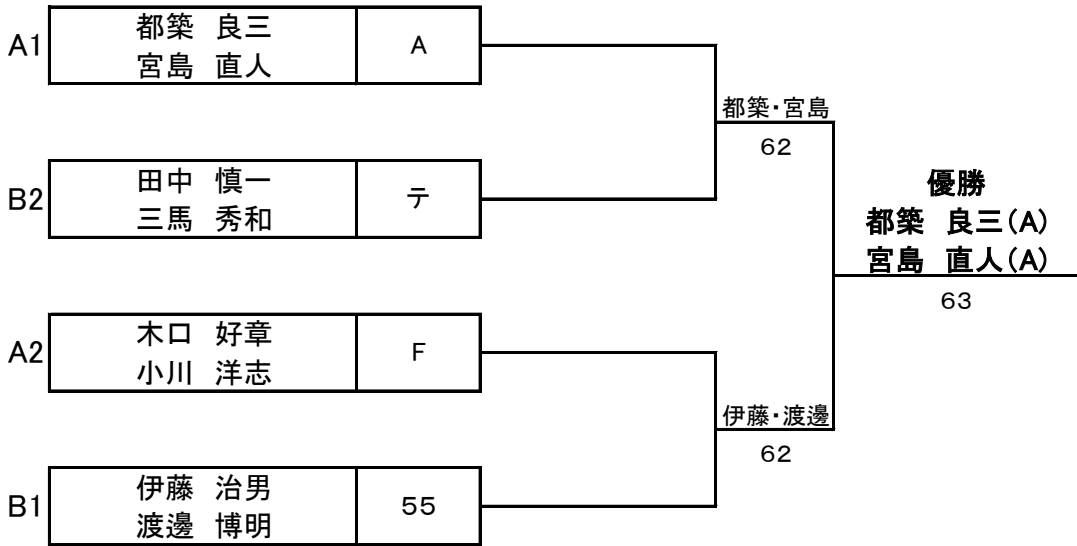 A1
都築 良三
宮島 直人
A
都築・宮島
62
B2
田中 慎一
三馬 秀和
テ
優勝
都築 良三(A)
宮島 直人(A)
63
A2
木口 好章
小川 洋志
F
伊藤・渡邊
62
B1
伊藤 治男
渡邊 博明
55